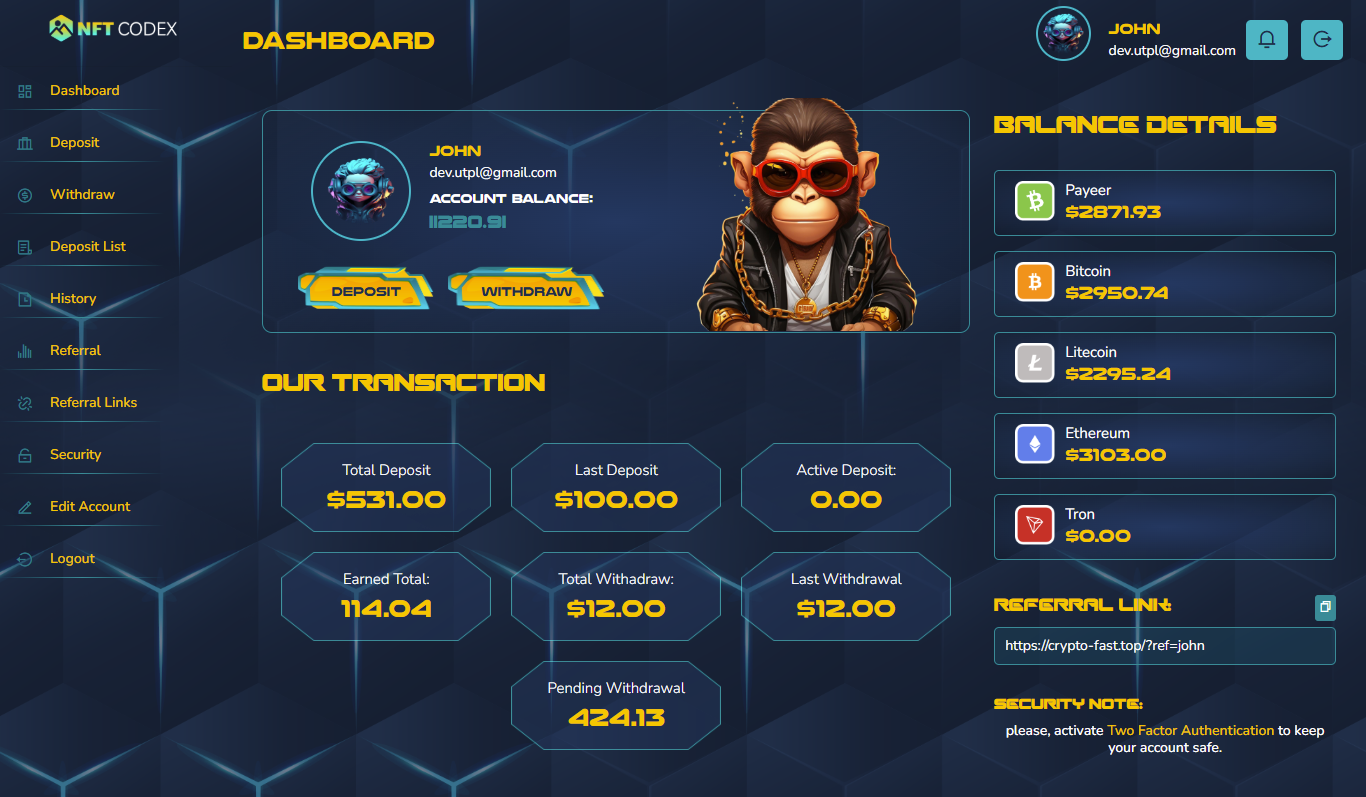 NFT CODEX
Dashboard
Deposit
Withdraw
Deposit List
History
Referral
Referral Links
Security
Edit Account
Logout
DASHBOARD
JOHN
dev.utpl@gmail.com
JOHN
dev.utpl@gmail.com
ACCOUNT BALANCE:
11220.91
DEPOSIT
WITHDRAW
OUR TRANSACTION
Total Deposit
$531.00
Last Deposit
$100.00
Active Deposit:
0.00
Earned Total:
114.04
Total Withadraw:
$12.00
Last Withdrawal
$12.00
Pending Withdrawal
424.13
BALANCE DETAILS
Payeer
$2871.93
Bitcoin
$2950.74
Litecoin
$2295.24
Ethereum
$3103.00
Tron
$0.00
REFERRAL LINK:
https://crypto-fast.top/?ref=john
SECURITY NOTE:
please, activate Two Factor Authentication to keep
your account safe.